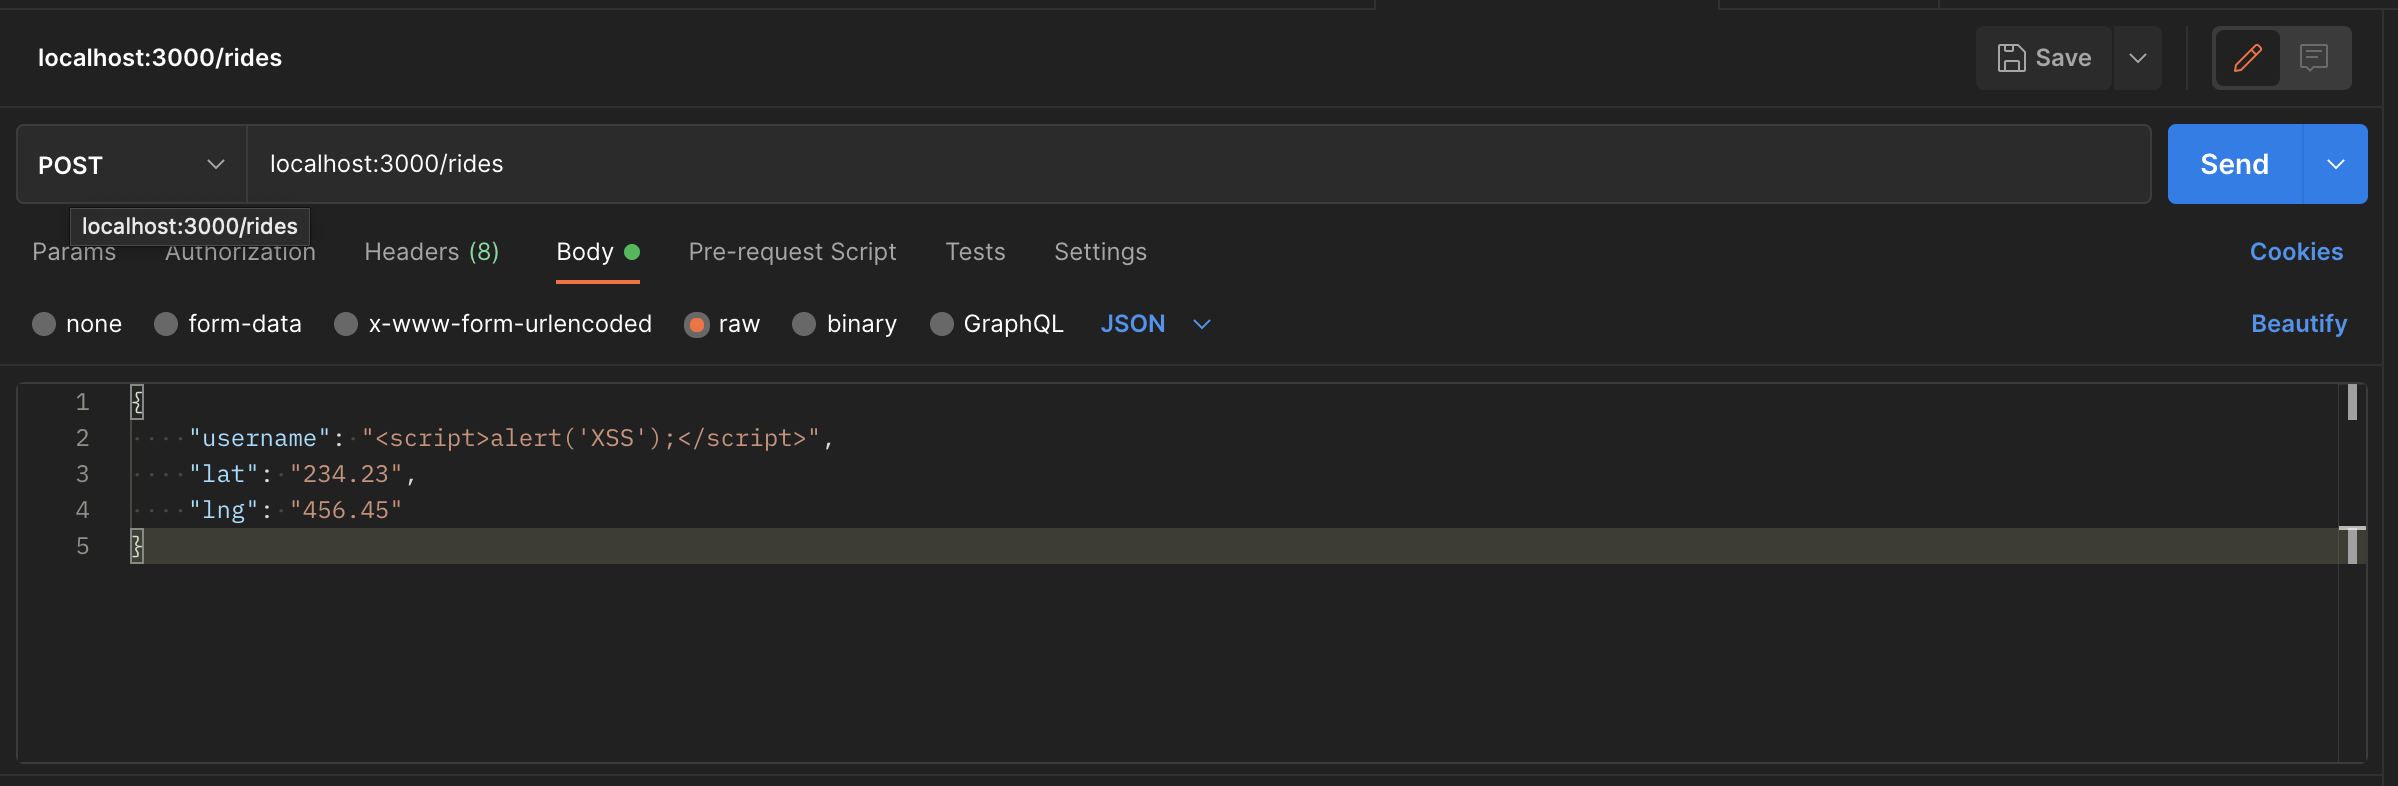 localhost:3000/rides
Save
POST
localhost:3000/rides
Send
localhost:3000/rides
Params Authorization Headers (8) Body Pre-request Script Tests Settings Cookies
none form-data x-www-form-urlencoded raw binary GraphQL JSON Beautify
1 {
2 "username": "<script>alert('XSS');</script>",
3 "lat": "234.23",
4 "lng": "456.45"
5 }